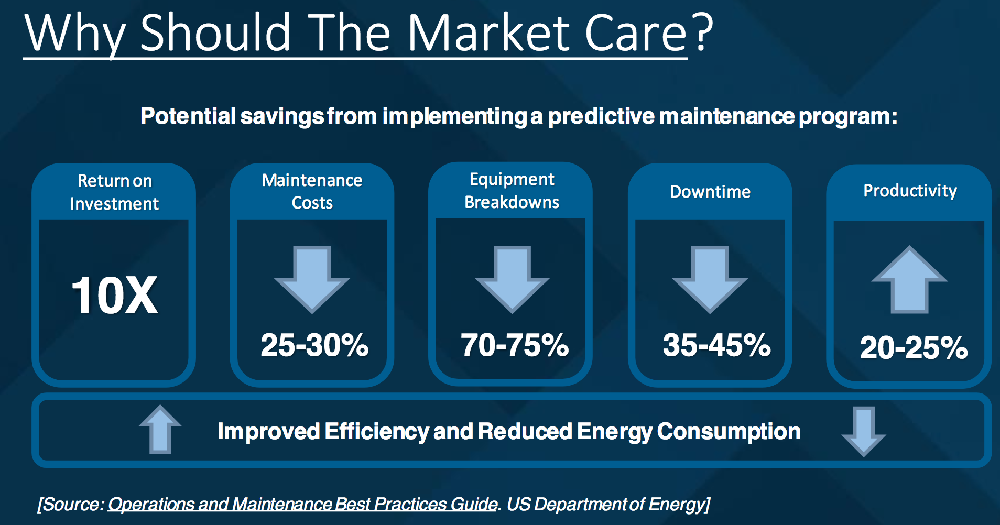 Why Should The Market Care?
Potential savings from implementing a predictive maintenance program:
Return on
Investment
10X
Maintenance
Costs
25-30%
Equipment
Breakdowns
70-75%
Downtime
35-45%
Productivity
20-25%
Improved Efficiency and Reduced Energy Consumption
[Source: Operations and Maintenance Best Practices Guide. US Department of Energy]